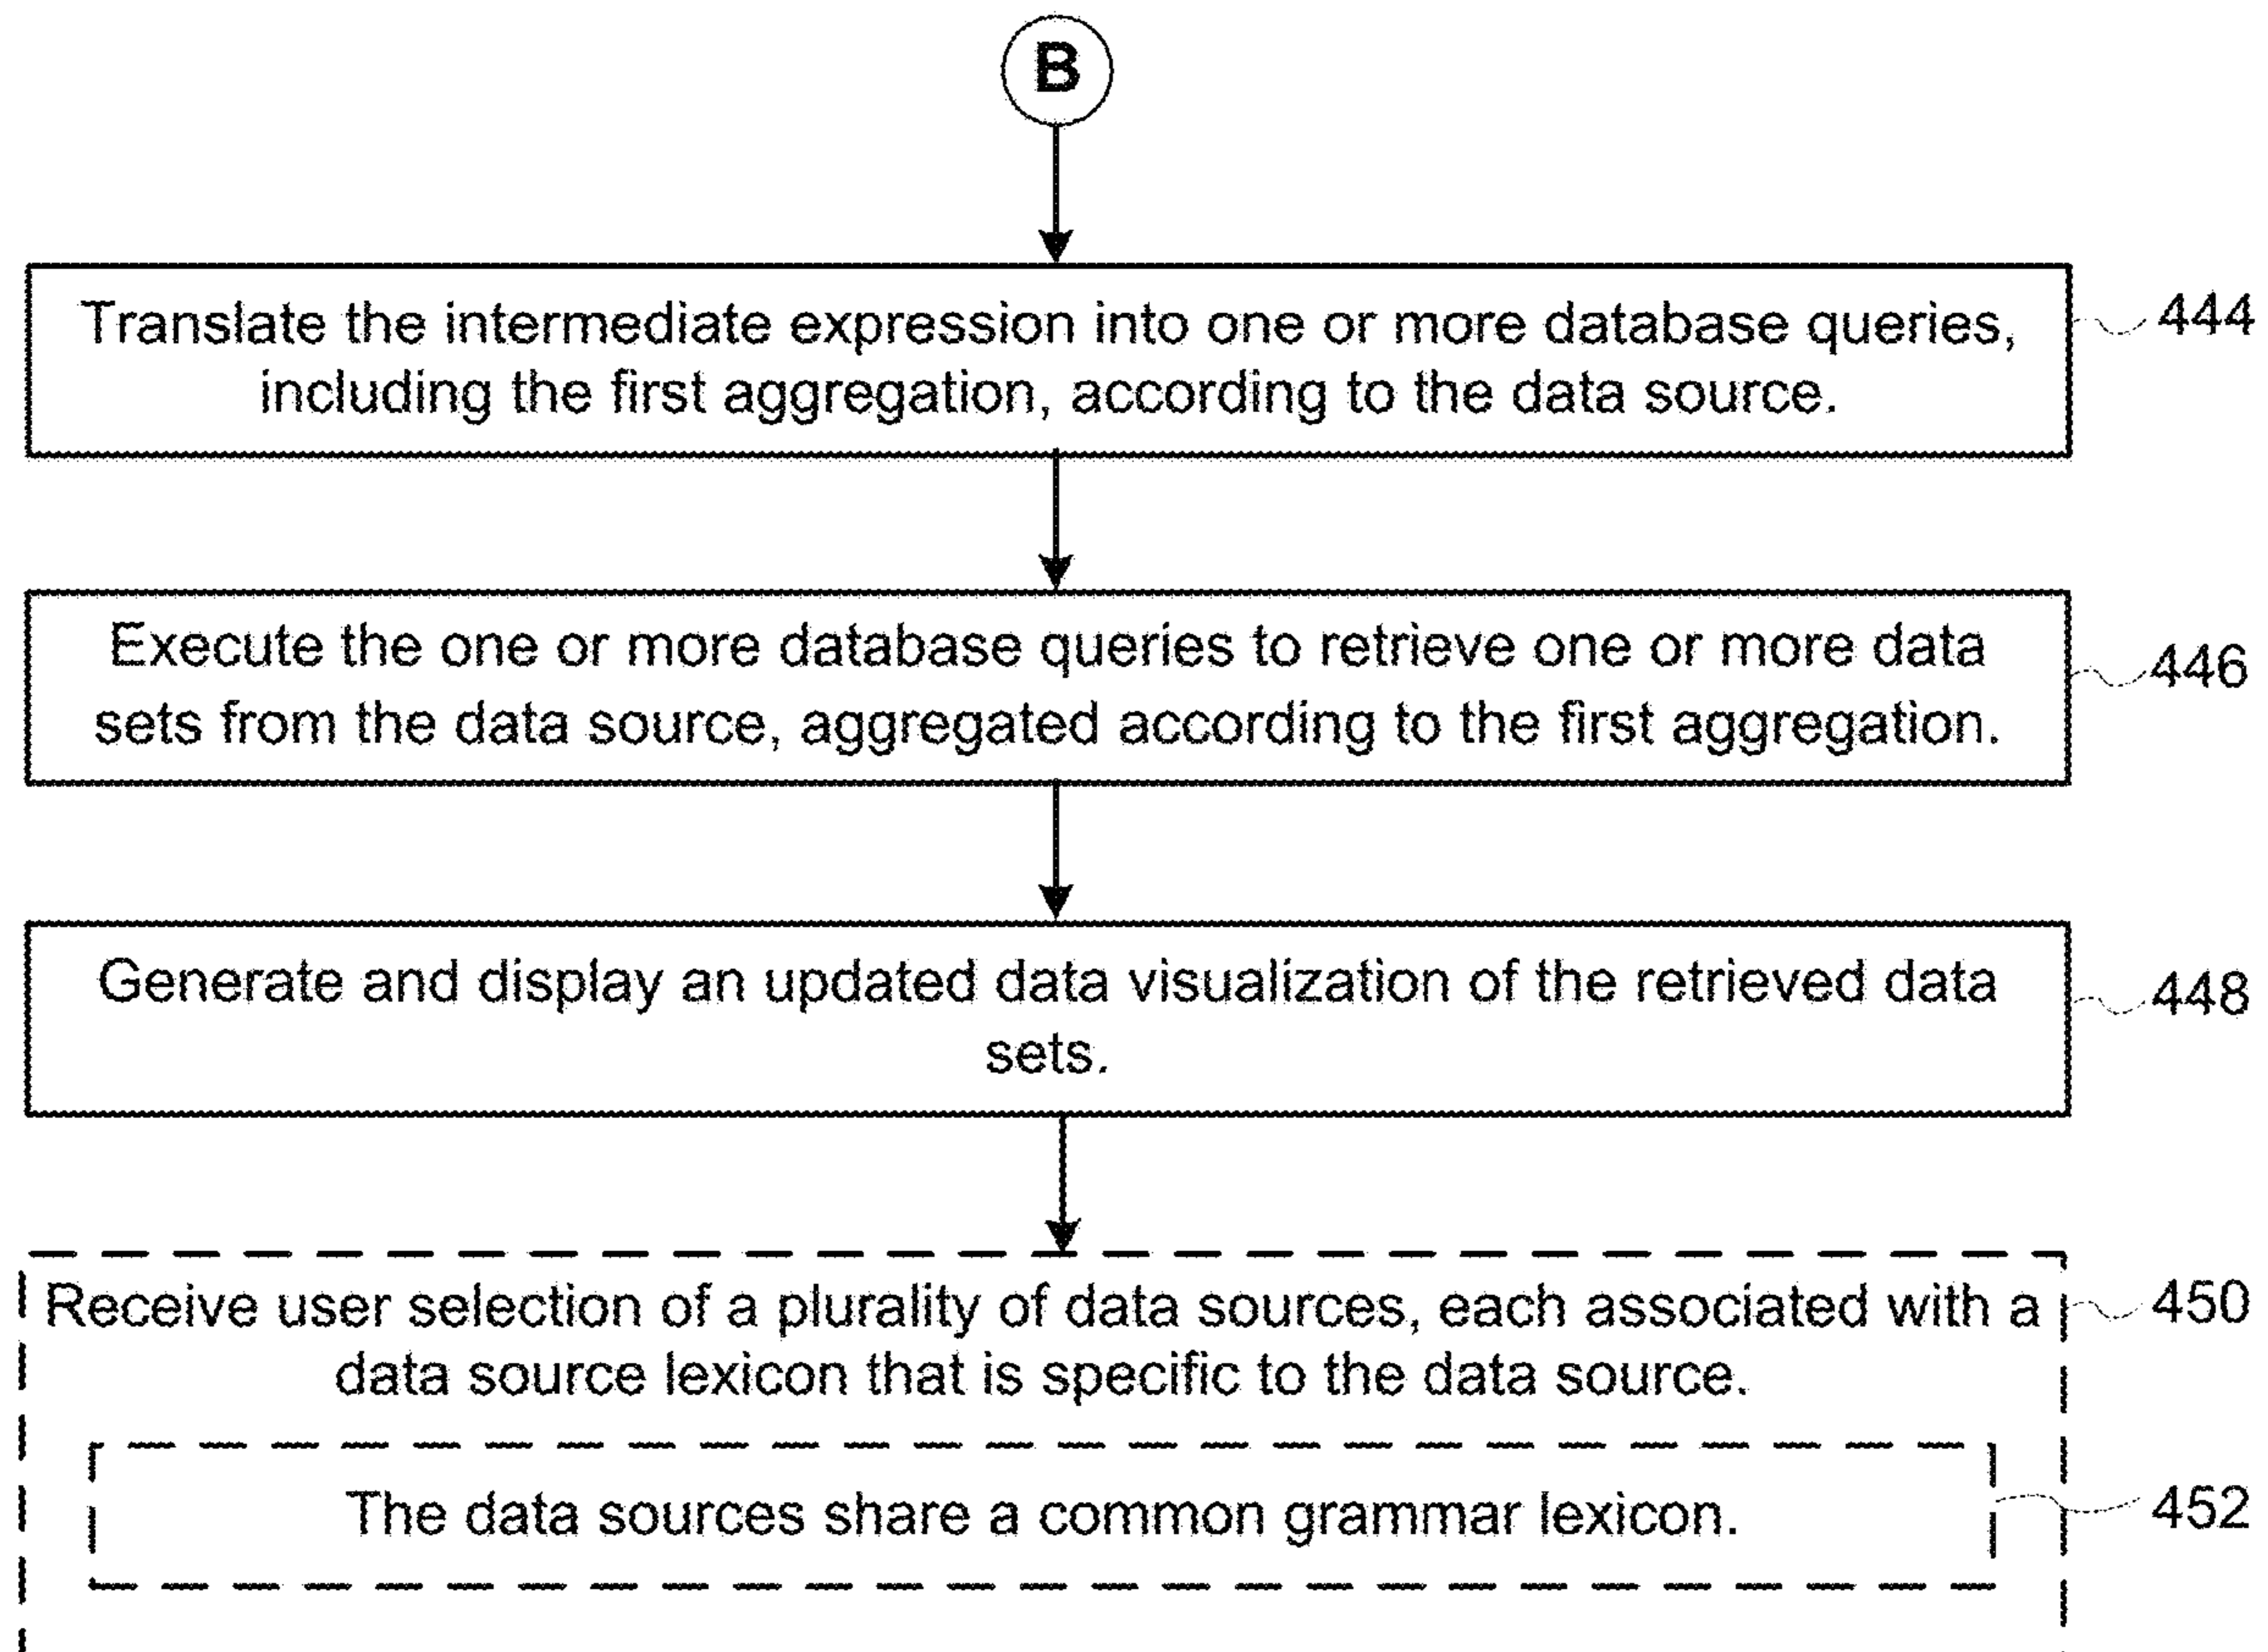 B
Translate the intermediate expression into one or more database queries,
including the first aggregation, according to the data source.
444
Execute the one or more database queries to retrieve one or more data
sets from the data source, aggregated according to the first aggregation.
446
Generate and display an updated data visualization of the retrieved data
sets.
448
Receive user selection of a plurality of data sources, each associated with a
data source lexicon that is specific to the data source.
450
The data sources share a common grammar lexicon.
452